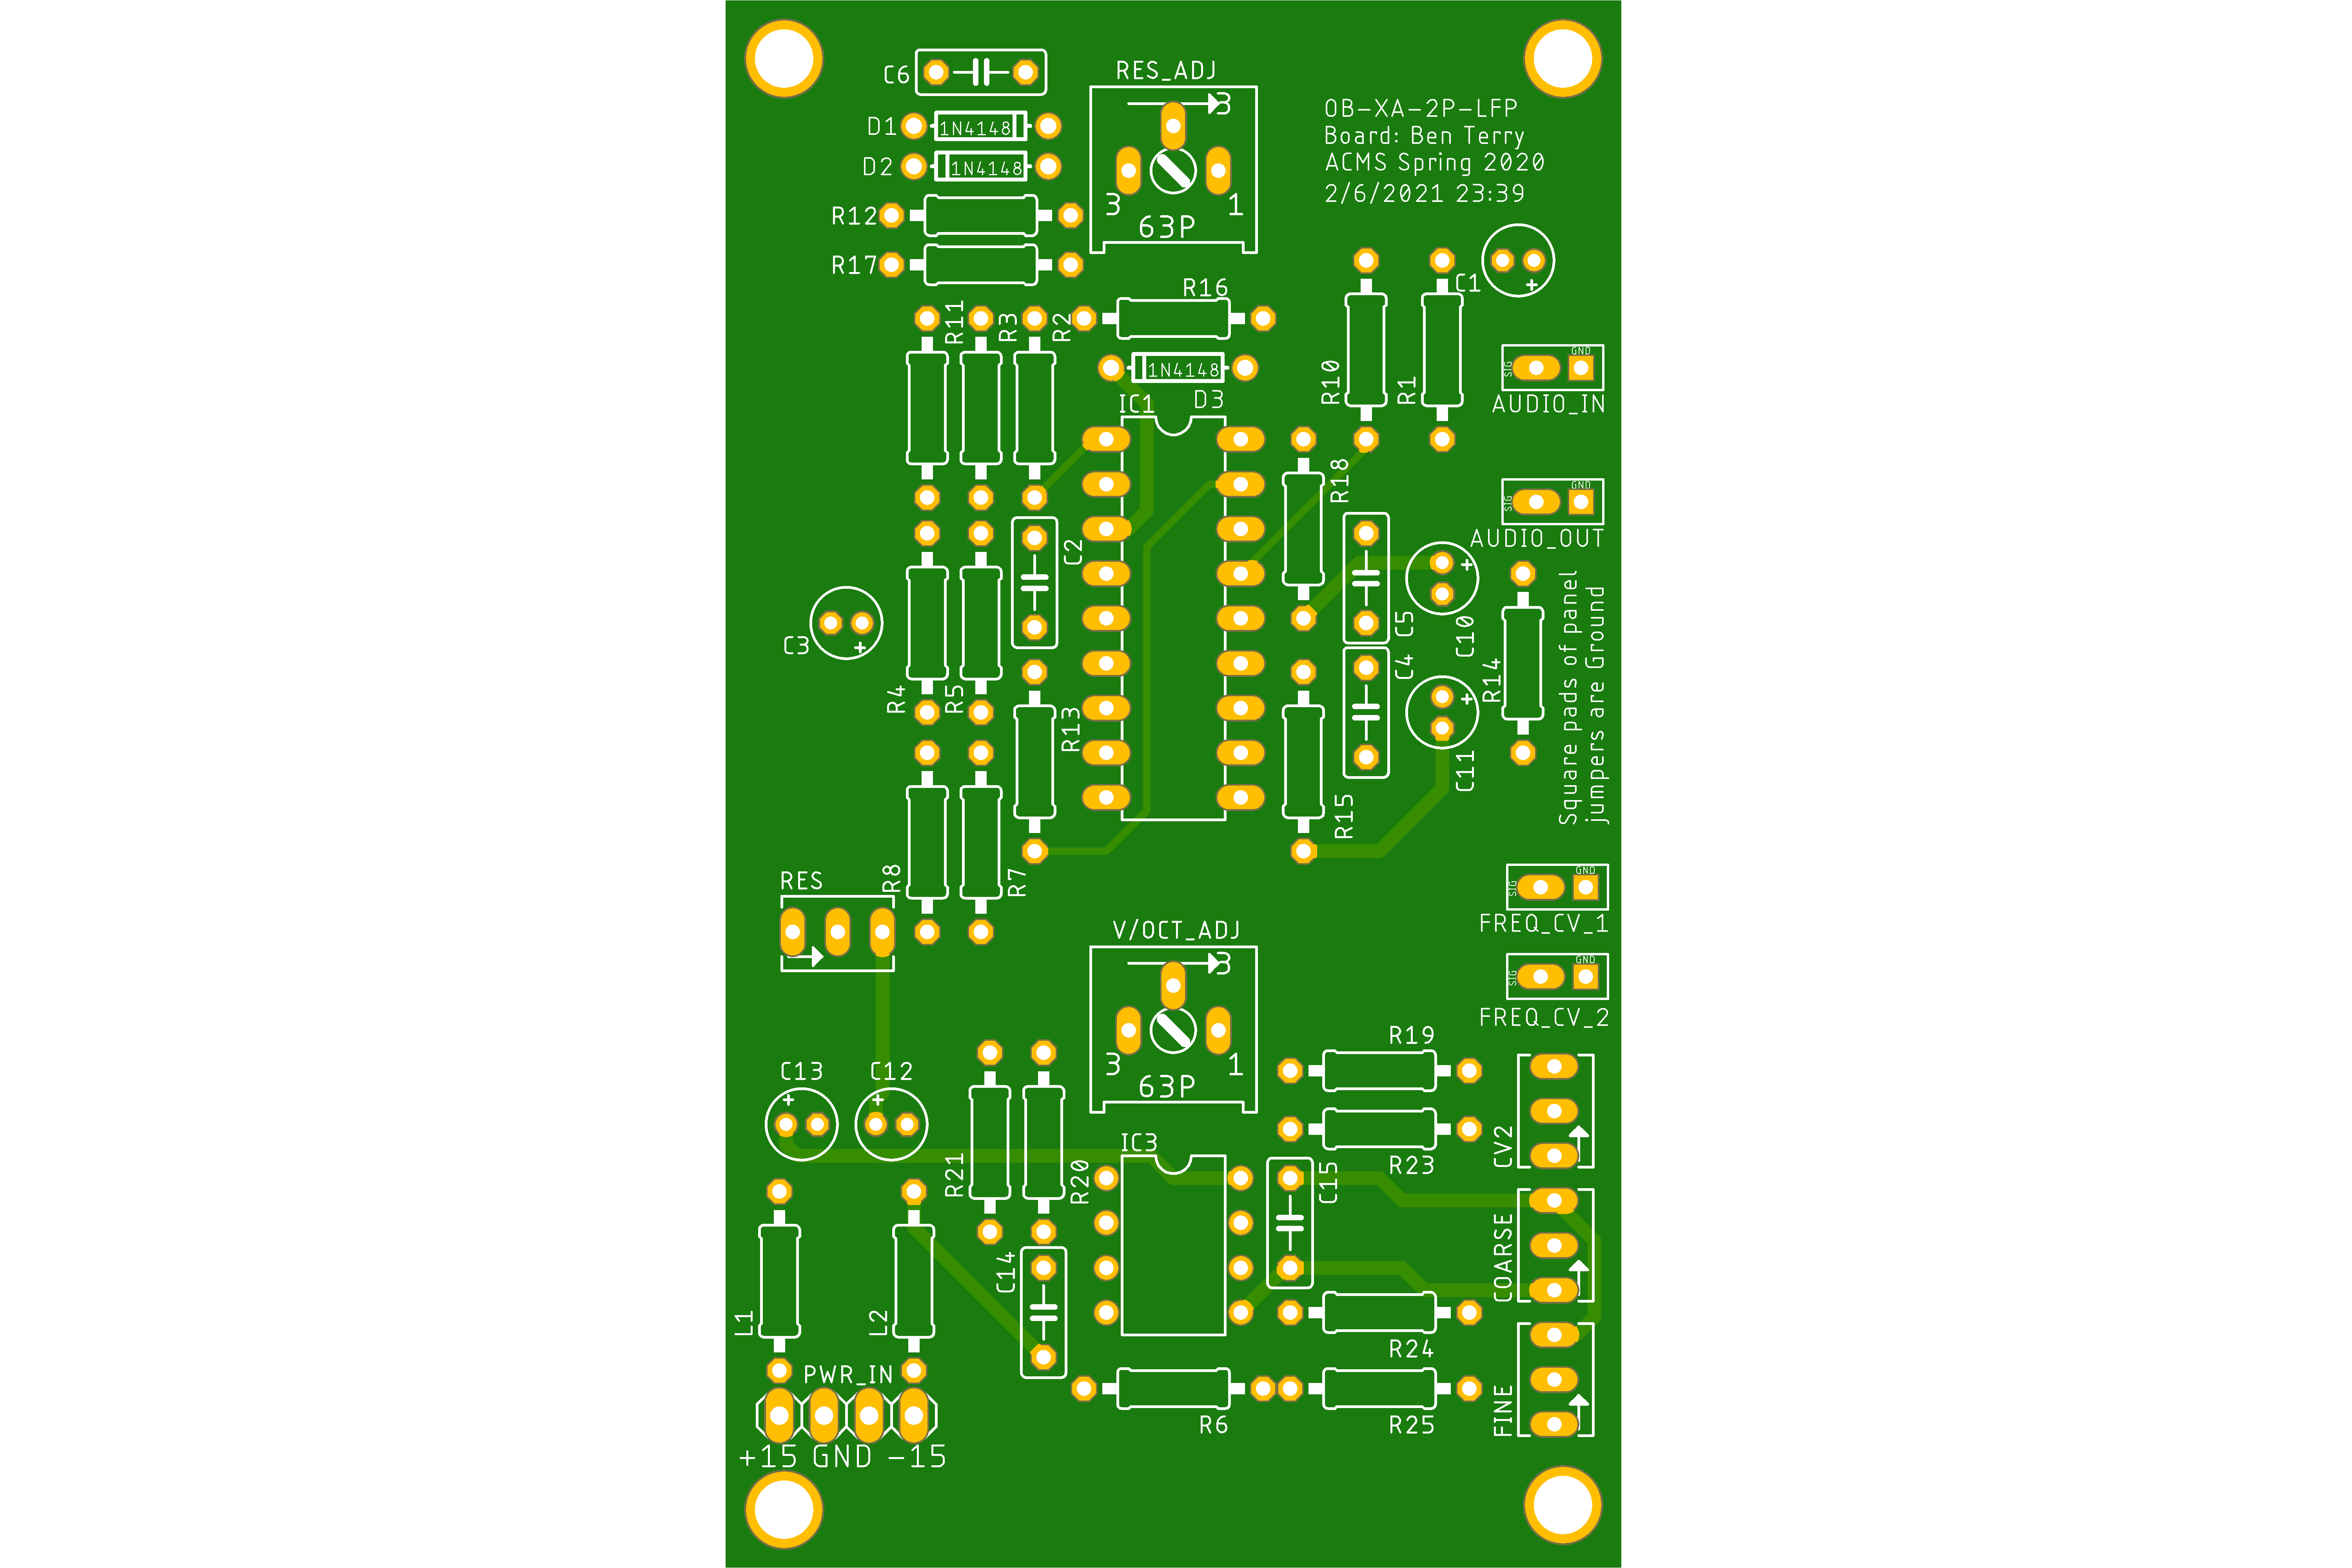 RES_ADJ
C6
3
OB-XA-2P-LFP
Board: Ben Terry
ACMS Spring 2020
2/6/2021 23:39
D1
1N4148
D2
1N4148
3
1
63P
R12
R17
R16
C1
+
R11
R3
R2
1N4148
D3
IC1
R10
R1
GND
SIG
AUDIO_IN
R18
GND
SIG
AUDIO_OUT
C2
C5
+
C10
C3
+
C4
+
R14
Square pads of panel
jumpers are Ground
R4
R5
R13
C11
R15
R8
R7
RES
GND
SIG
FREQ_CV_1
V/OCT_ADJ
3
GND
SIG
FREQ_CV_2
3
1
63P
R19
C13
+
C12
+
R21
R20
IC3
C15
R23
CV2
C14
COARSE
L1
L2
R24
PWR_IN
R6
R25
FINE
+15 GND -15